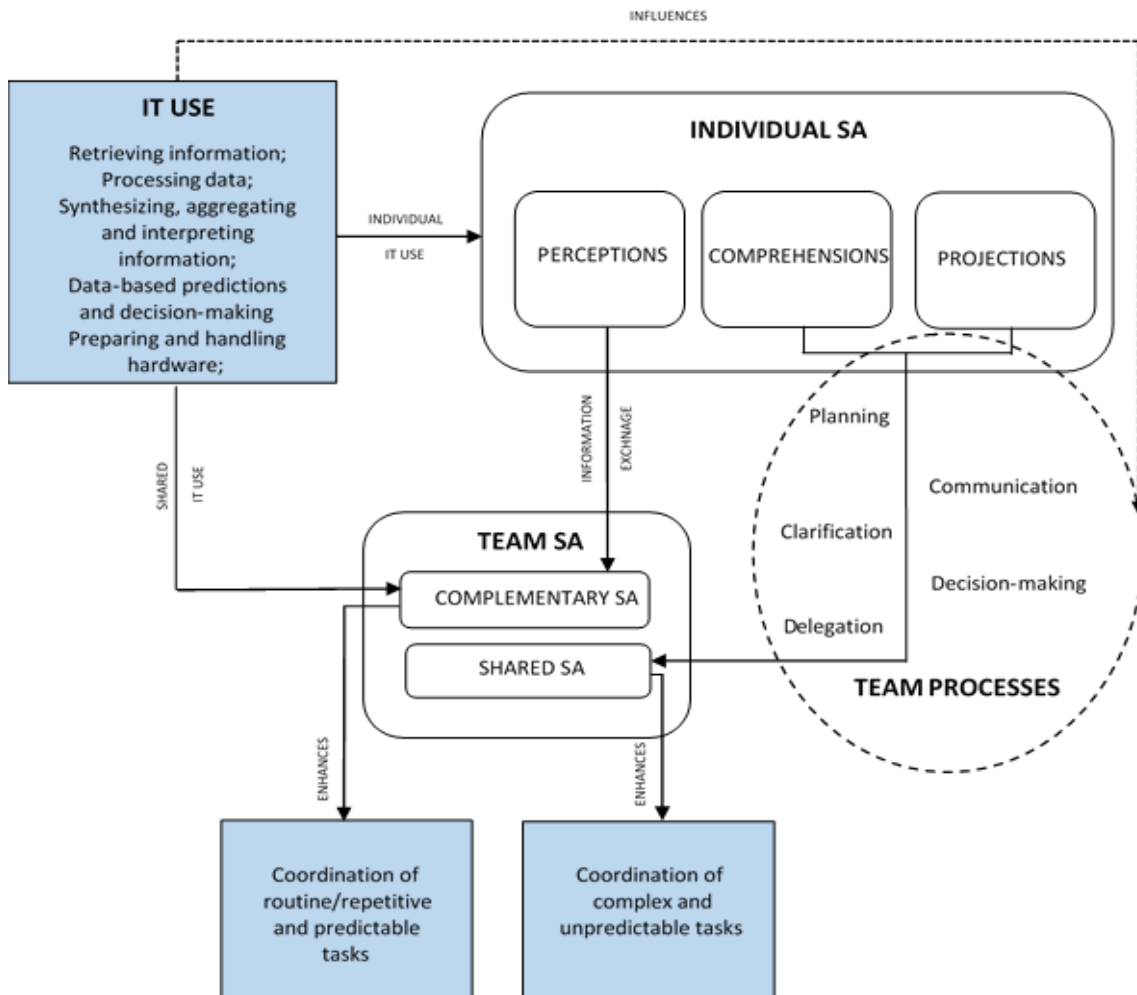 INFLUENCES
IT USE
Retrieving information;
Processing data;
Synthesizing, aggregating
and interpreting
information;
Data-based predictions
and decision-making
Preparing and handling
hardware;
INDIVIDUAL
IT USE
INDIVIDUAL SA
PERCEPTIONS
COMPREHENSIONS
PROJECTIONS
SHARED
IT USE
INFORMATION
EXCHNAGE
Planning
Communication
Clarification
Decision-making
Delegation
TEAM PROCESSES
TEAM SA
COMPLEMENTARY SA
SHARED SA
ENHANCES
ENHANCES
Coordination of
routine/repetitive
and predictable
tasks
Coordination of
complex and
unpredictable tasks